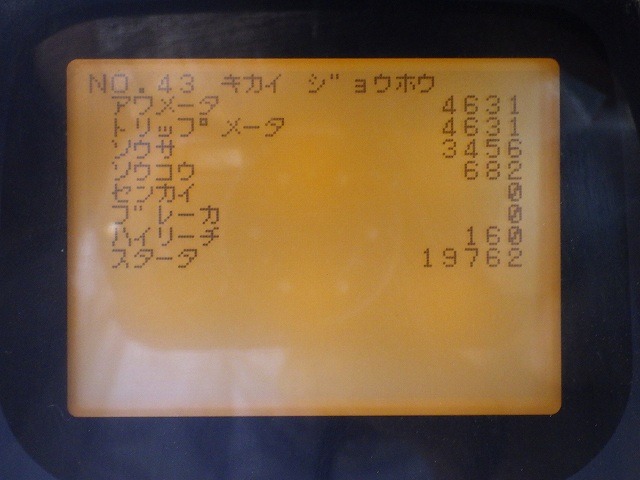 NO.43 キカイ ジョウホウ
アワメータ 4631
トリップメータ 4631
ソウサ 3456
ソウコウ 682
センカイ 0
ブレーカ 0
ハイリーチ 160
スタータ 19762